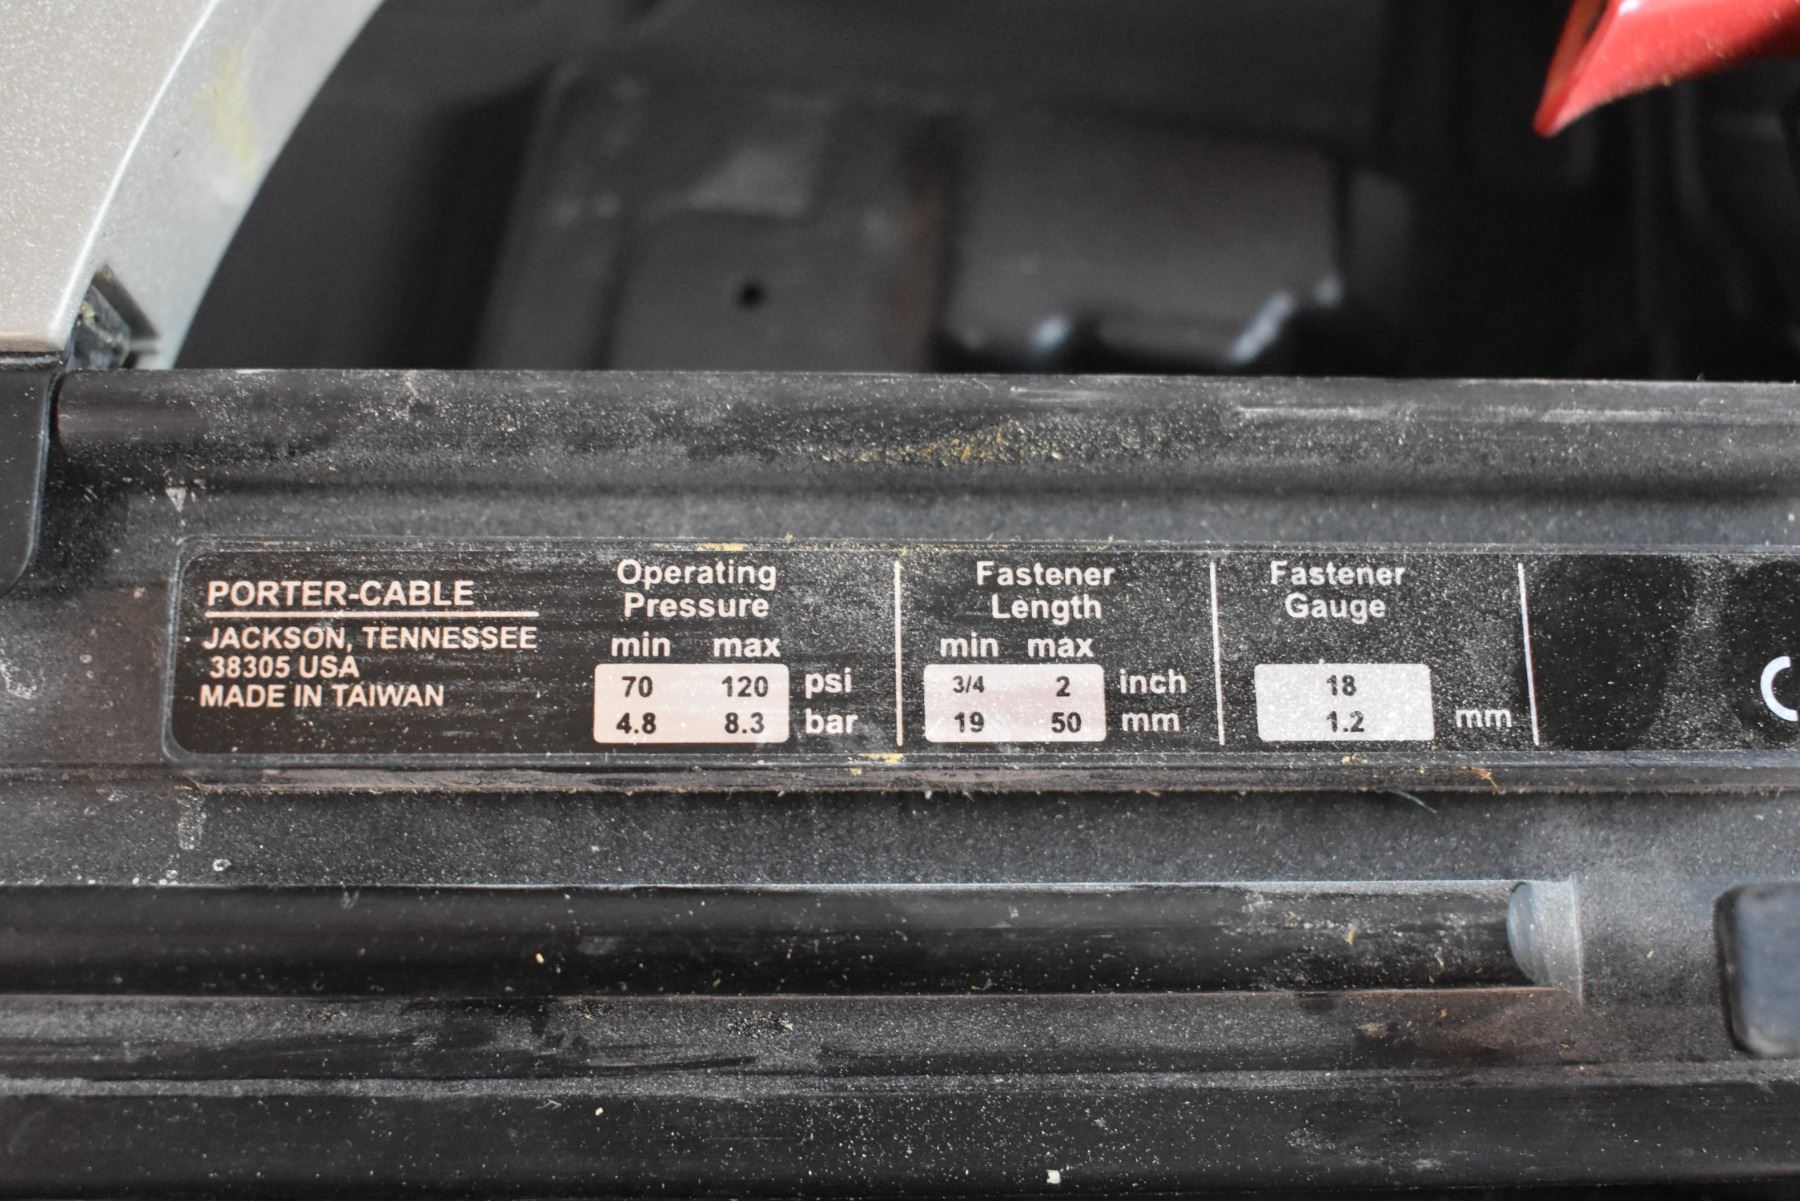 PORTER-CABLE
JACKSON, TENNESSEE
38305 USA
MADE IN TAIWAN
Operating
Pressure
min max
70 120 psi
4.8 8.3 bar
Fastener
Length
min max
3/4 2 inch
19 50 mm
Fastener
Gauge
18
1.2 mm